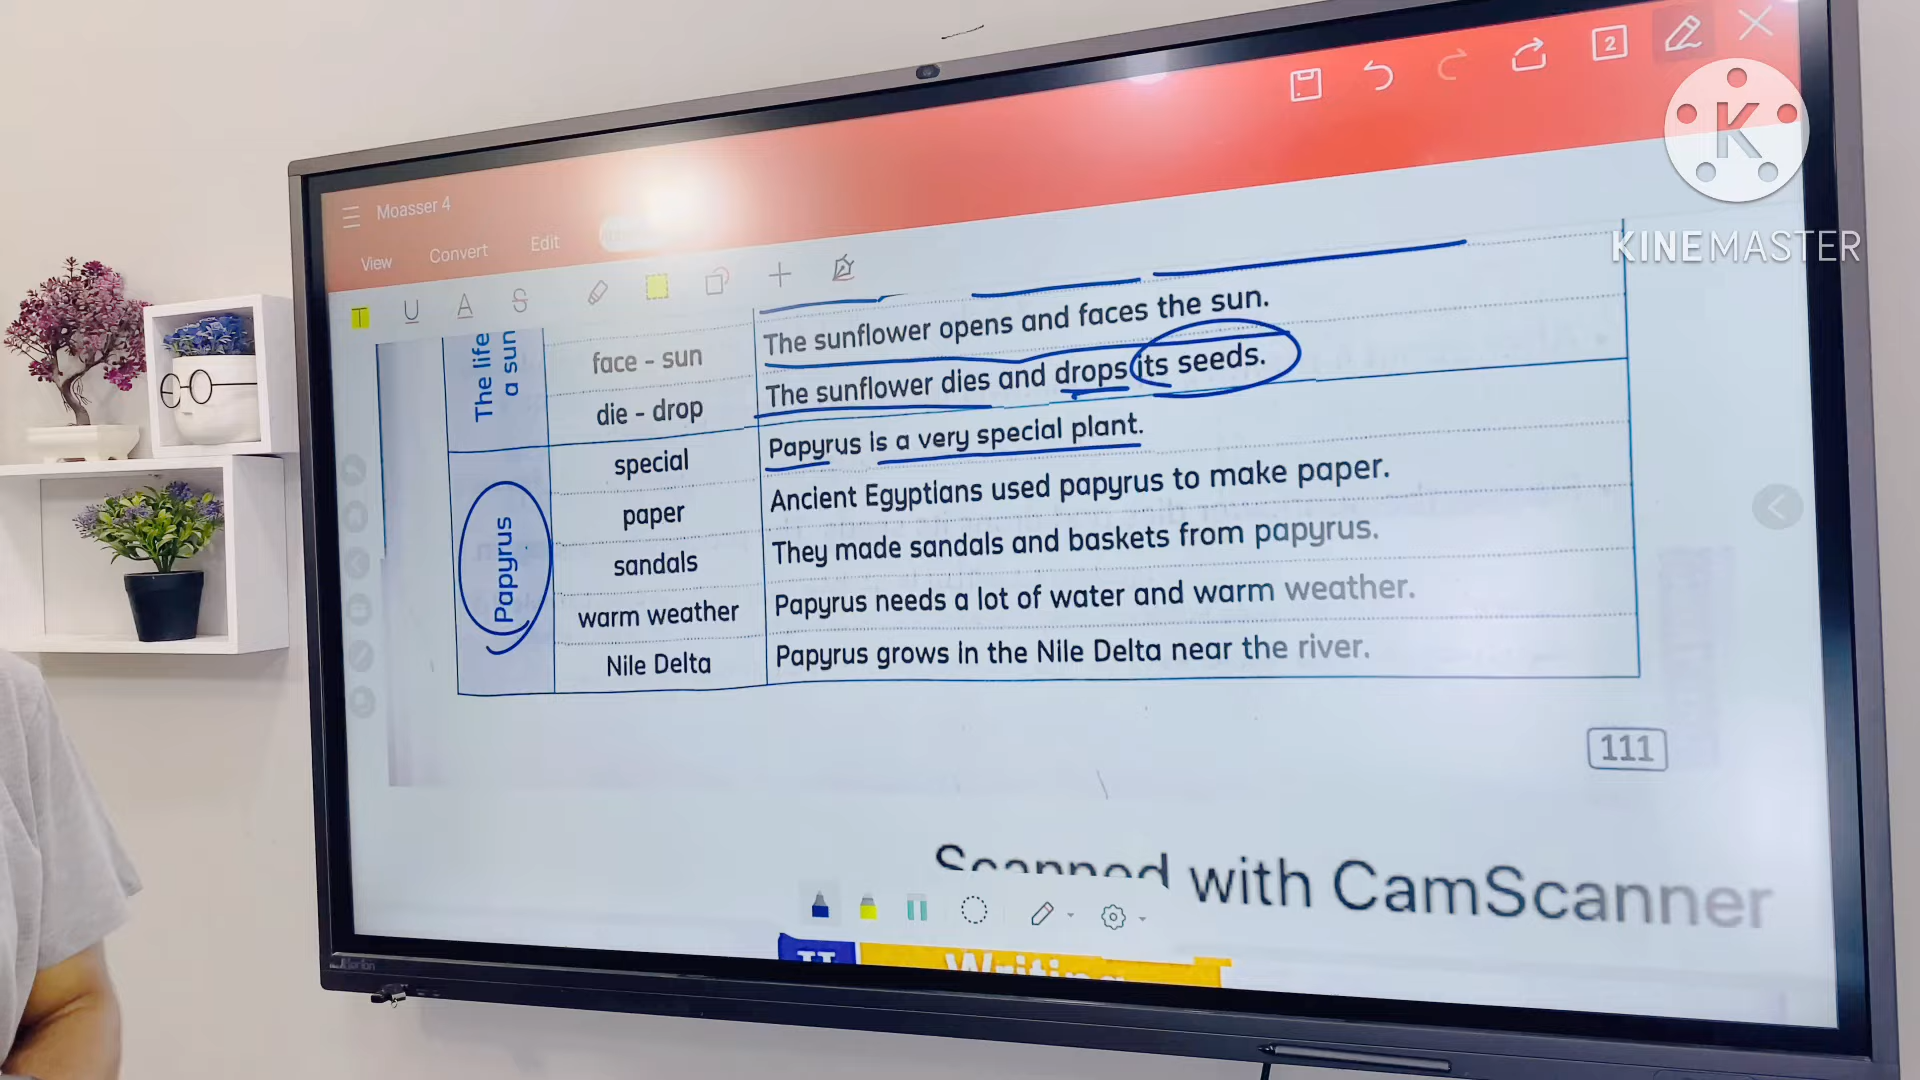 K
KINEMASTER
Moasser 4
View
Convert
Edit
The life
a sun
face - sun
The sunflower opens and faces the sun.
die - drop
The sunflower dies and drops its seeds.
Papyrus
special
Papyrus is a very special plant.
paper
Ancient Egyptians used papyrus to make paper.
sandals
They made sandals and baskets from papyrus.
warm weather
Papyrus needs a lot of water and warm weather.
Nile Delta
Papyrus grows in the Nile Delta near the river.
111
Scanned with CamScanner
II
Writing